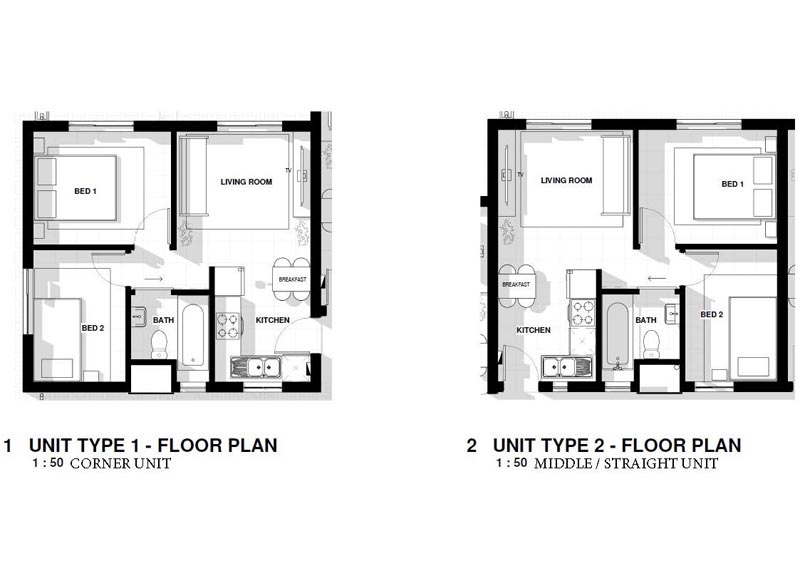 BED 1
LIVING ROOM
TV
BREAKFAST
BED 2
BATH
KITCHEN
1 UNIT TYPE 1 - FLOOR PLAN
1 : 50 CORNER UNIT
LIVING ROOM
TV
BED 1
BREAKFAST
KITCHEN
BATH
BED 2
2 UNIT TYPE 2 - FLOOR PLAN
1 : 50 MIDDLE / STRAIGHT UNIT